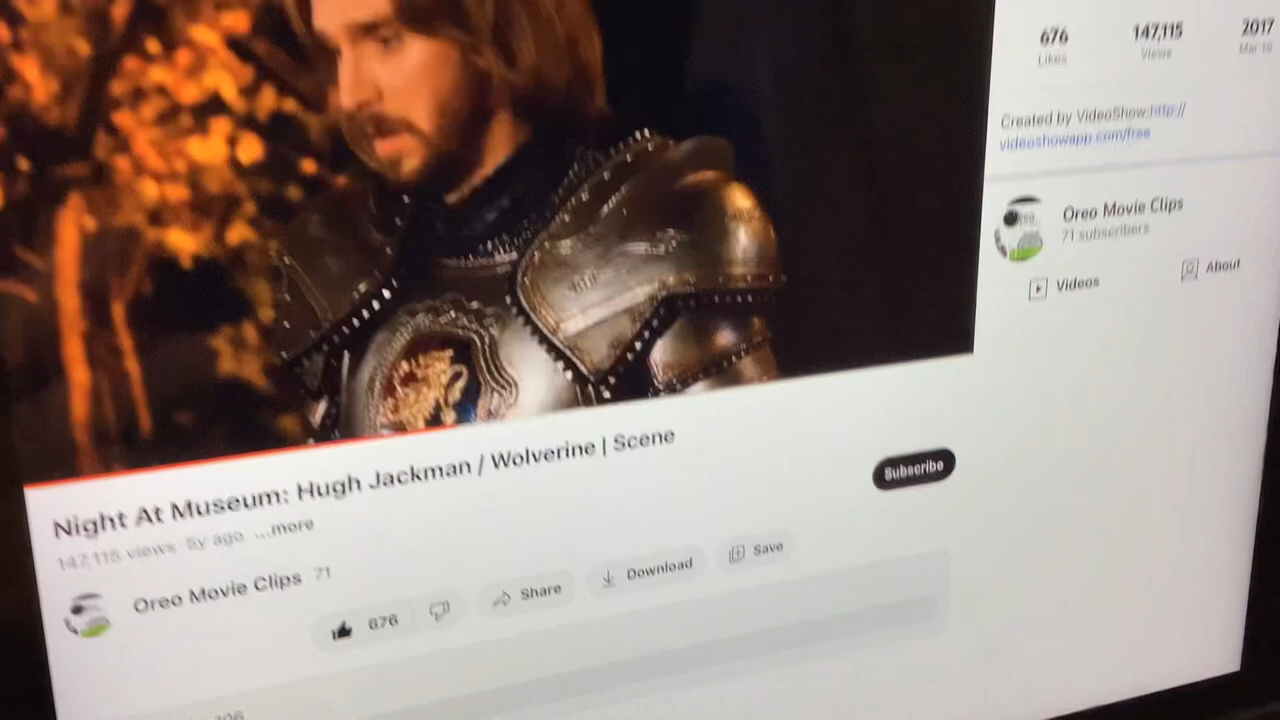 676
147,115
2017
Likes
Views
Mar 18
Created by VideoShow:http://
videoshowapp.com/free
Oreo Movie Clips
71 subscribers
Videos
About
Night At Museum: Hugh Jackman / Wolverine | Scene
147,115 views 5y ago ...more
Subscribe
Oreo Movie Clips 71
676
Share
Download
Save